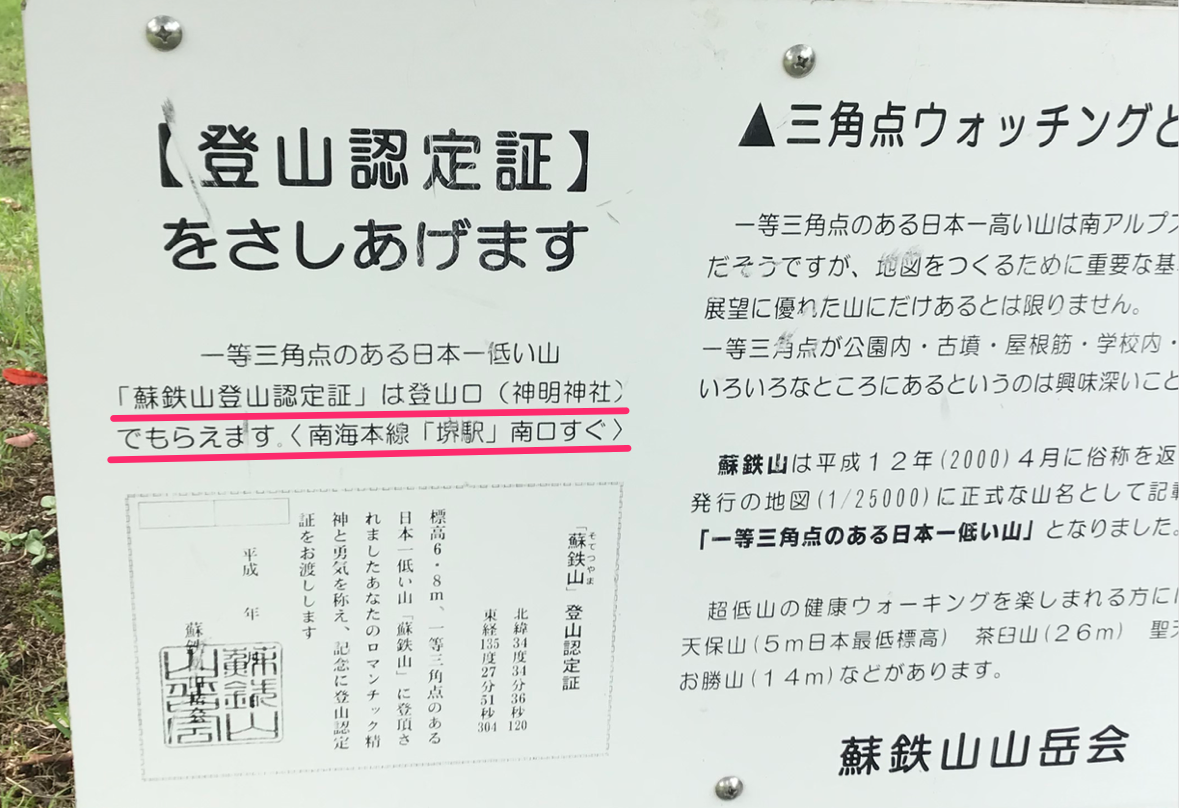 【登山認定証】
をさしあげます
一等三角点のある日本一低い山
「蘇鉄山登山認定証」は登山口（神明神社）
でもらえます。〈南海本線「堺駅」南口すぐ〉
「蘇鉄山」登山認定証
そてつやま
北緯34度34分36秒120
東経135度27分51秒304
標高6・8m、一等三角点のある
日本一低い山「蘇鉄山」に登頂さ
れましたあなたのロマンチック精
神と勇気を称え、記念に登山認定
証をお渡しします
平成　年
蘇鉄山
▲三角点ウォッチングと
一等三角点のある日本一高い山は南アルプス
だそうですが、地図をつくるために重要な基
展望に優れた山にだけあるとは限りません。
一等三角点が公園内・古墳・屋根筋・学校内・
いろいろなところにあるというのは興味深いこと
蘇鉄山は平成１２年(2000)４月に俗称を返
発行の地図(1/25000)に正式な山名として記載
「一等三角点のある日本一低い山」となりました。
超低山の健康ウォーキングを楽しまれる方に
天保山(５ｍ日本最低標高)　茶臼山(２６ｍ)　聖天
お勝山(１４ｍ)などがあります。
蘇鉄山山岳会